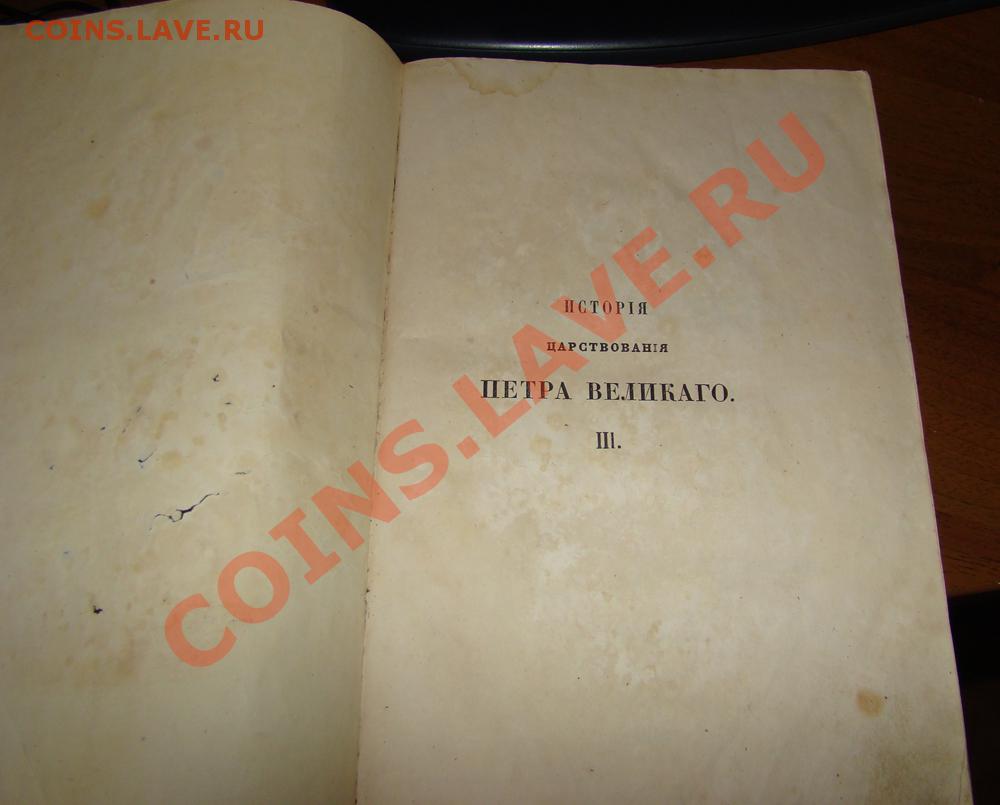 COINS.LAVE.RU
ИСТОРІЯ
ЦАРСТВОВАНІЯ
ПЕТРА ВЕЛИКАГО.
III.
COINS.LAVE.RU